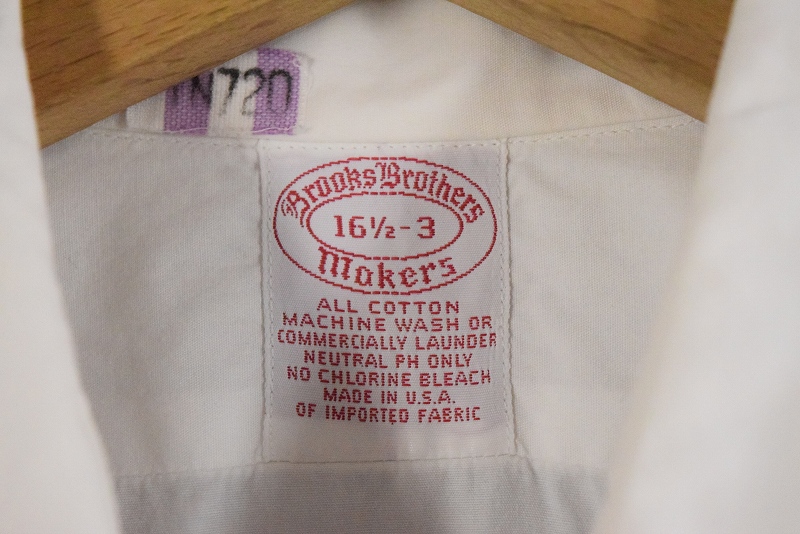 Brooks Brothers
16½-3
Makers
ALL COTTON
MACHINE WASH OR
COMMERCIALLY LAUNDER
NEUTRAL PH ONLY
NO CHLORINE BLEACH
MADE IN U.S.A.
OF IMPORTED FABRIC